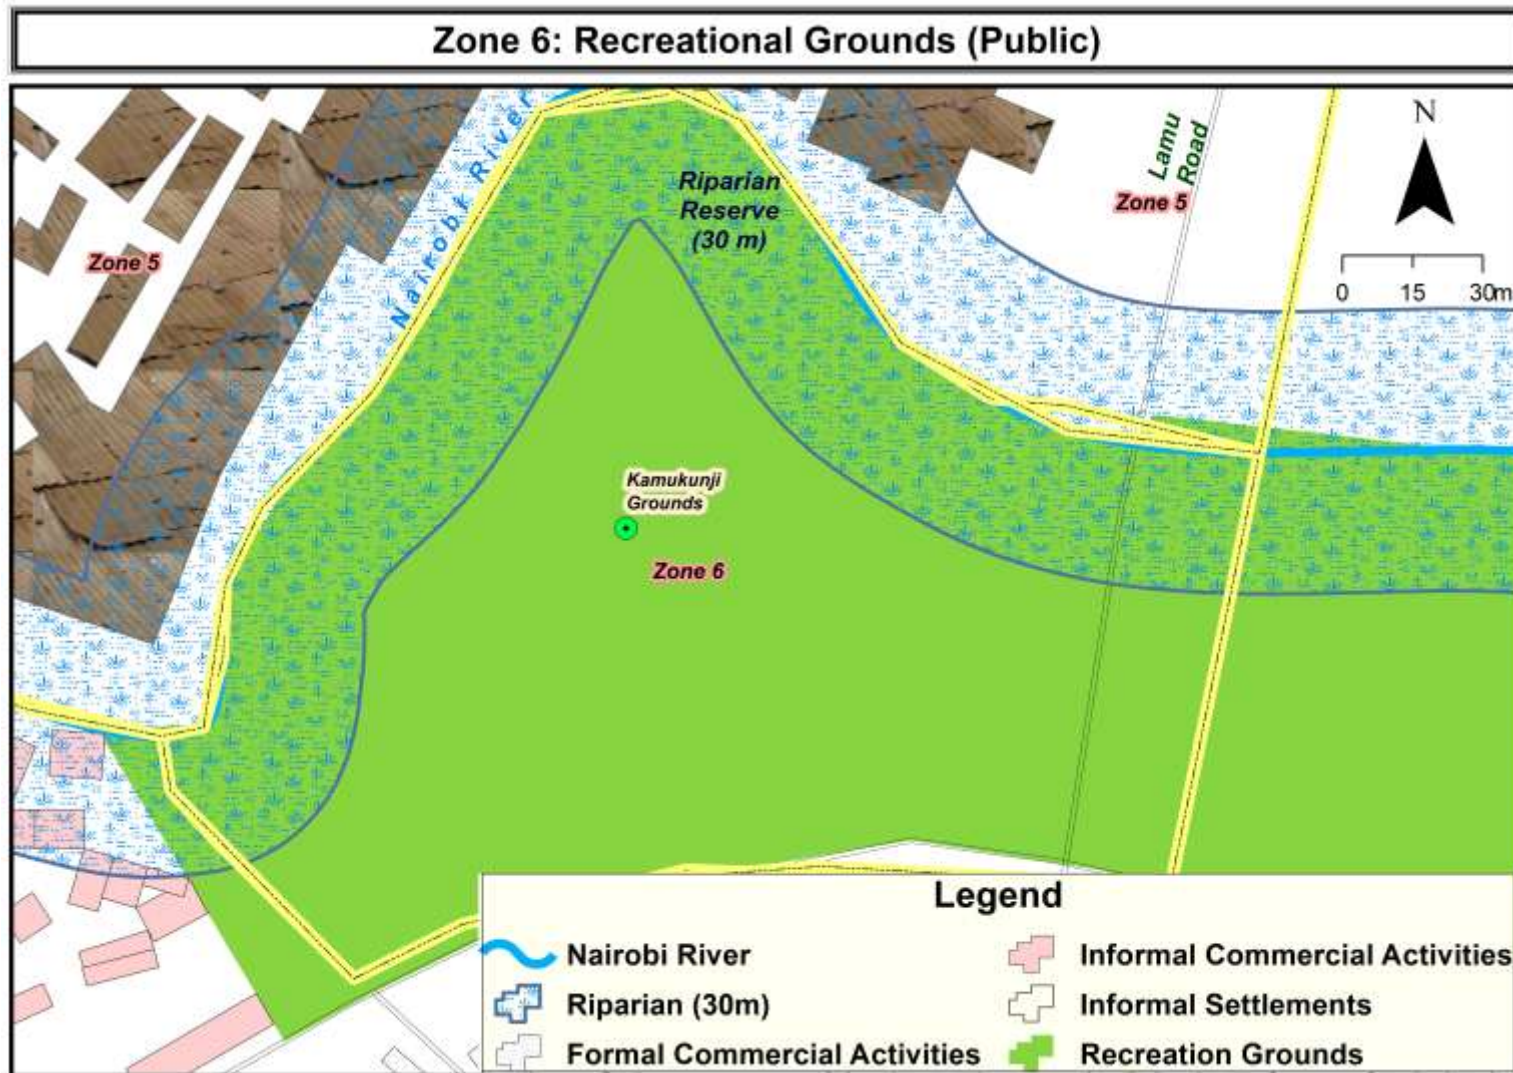 Zone 6: Recreational Grounds (Public)
Nairobi River
Riparian
Reserve
(30 m)
Lamu
Road
Zone 5
N
Zone 5
0 15 30m
Kamukunji
Grounds
Zone 6
Legend
Nairobi River
Informal Commercial Activities
Riparian (30m)
Informal Settlements
Formal Commercial Activities
Recreation Grounds